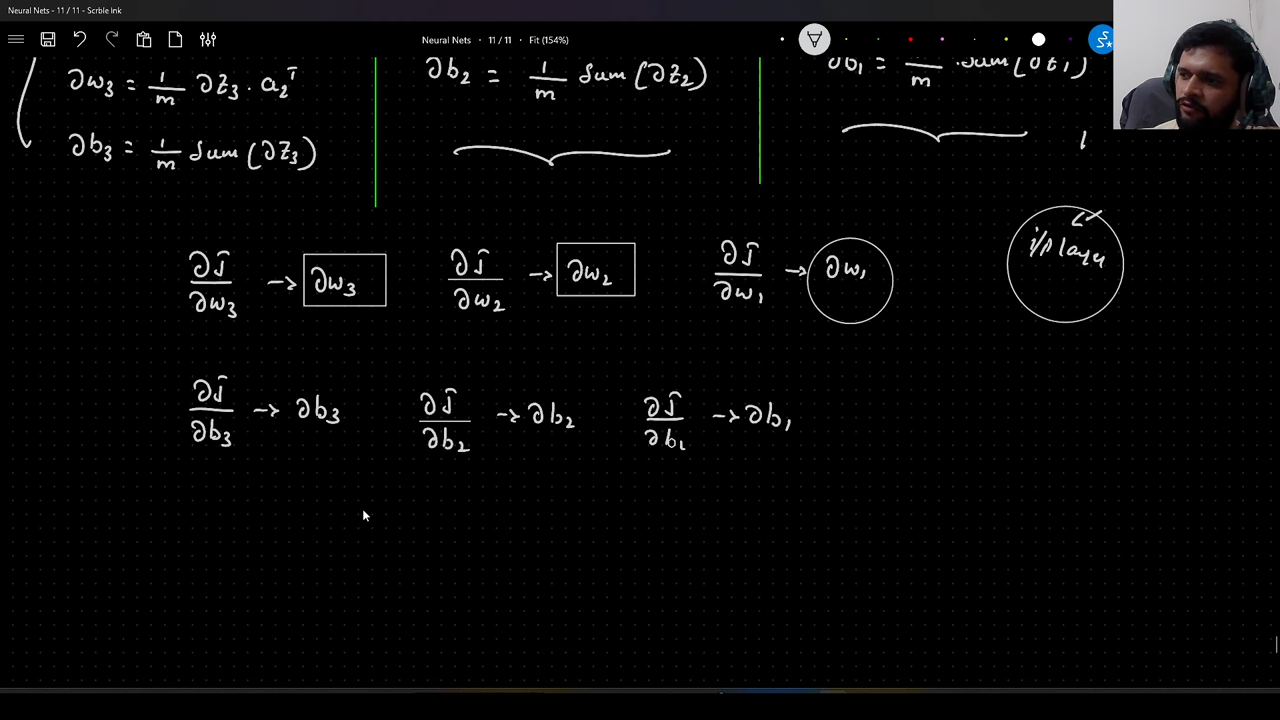 Neural Nets - 11 / 11 - Scrble Ink
Neural Nets • 11 / 11 • Fit (154%)
∂w₃ = 1/m ∂Z₃ · a₂ᵀ
∂b₃ = 1/m Sum (∂Z₃)
∂b₂ = 1/m Sum (∂Z₂)
∂b₁ = 1/m · Sum (∂Z₁)
∂J/∂w₃ → ∂w₃
∂J/∂w₂ → ∂w₂
∂J/∂w₁ → ∂w₁
i/p layer
∂J/∂b₃ → ∂b₃
∂J/∂b₂ → ∂b₂
∂J/∂b₁ → ∂b₁